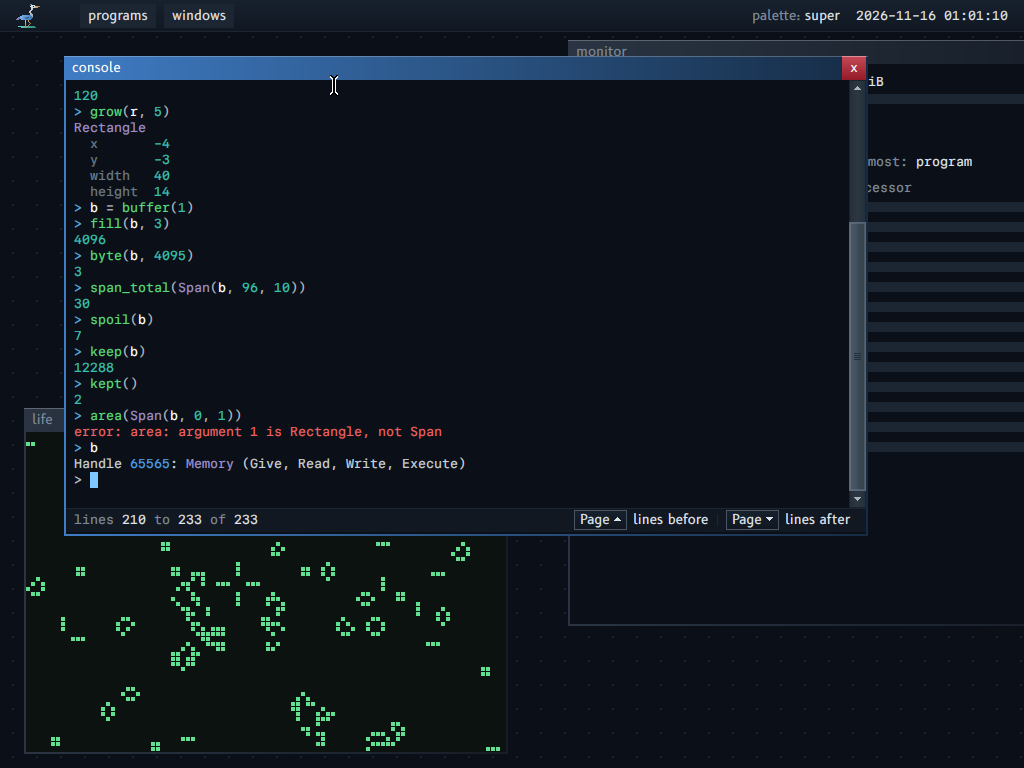 programs windows palette: super 2026-11-16 01:01:10
monitor
console x
iB
120
> grow(r, 5)
Rectangle
x -4
y -3
width 40
height 14
most: program
cessor
> b = buffer(1)
> fill(b, 3)
4096
> byte(b, 4095)
3
> span_total(Span(b, 96, 10))
30
> spoil(b)
7
> keep(b)
12288
> kept()
2
> area(Span(b, 0, 1))
error: area: argument 1 is Rectangle, not Span
> b
Handle 65565: Memory (Give, Read, Write, Execute)
>
lines 210 to 233 of 233 Page lines before Page lines after
life